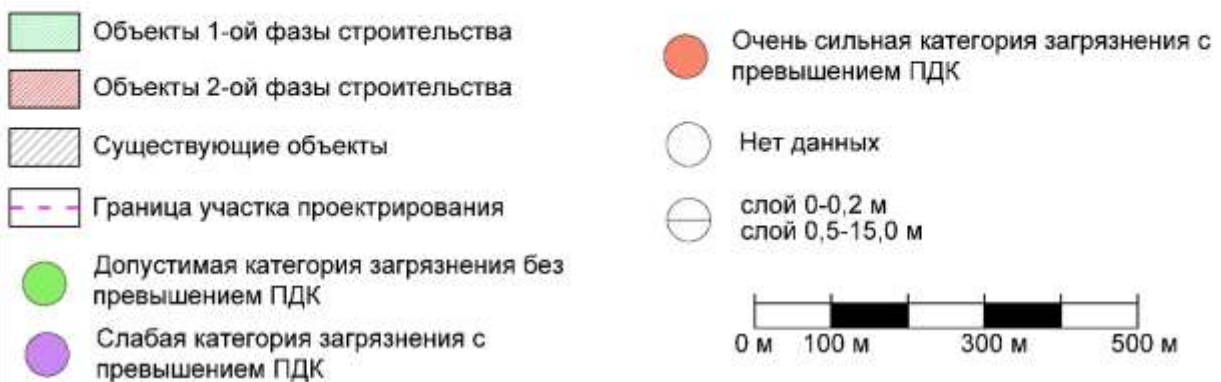 Объекты 1-ой фазы строительства
Объекты 2-ой фазы строительства
Существующие объекты
Граница участка проектрирования
Допустимая категория загрязнения без
превышением ПДК
Слабая категория загрязнения с
превышением ПДК
Очень сильная категория загрязнения с
превышением ПДК
Нет данных
слой 0-0,2 м
слой 0,5-15,0 м
0 м 100 м 300 м 500 м